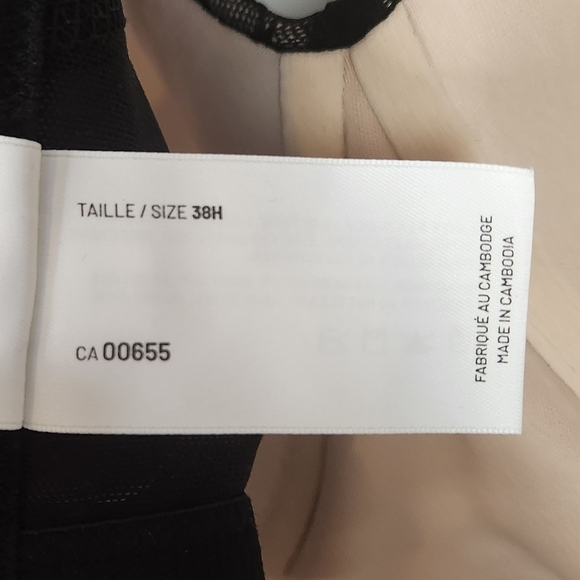 TAILLE / SIZE 38H
CA 00655
FABRIQUÉ AU CAMBODGE
MADE IN CAMBODIA